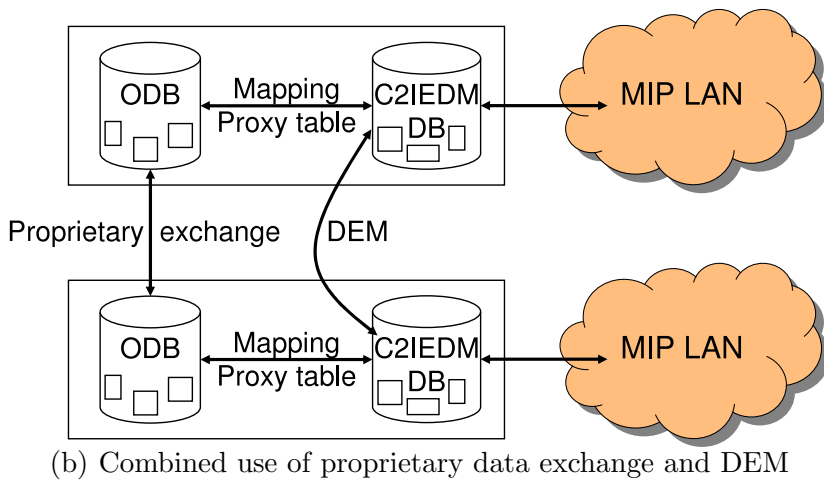 ODB
Mapping
Proxy table
C2IEDM
DB
MIP LAN
Proprietary exchange
DEM
ODB
Mapping
Proxy table
C2IEDM
DB
MIP LAN
(b) Combined use of proprietary data exchange and DEM